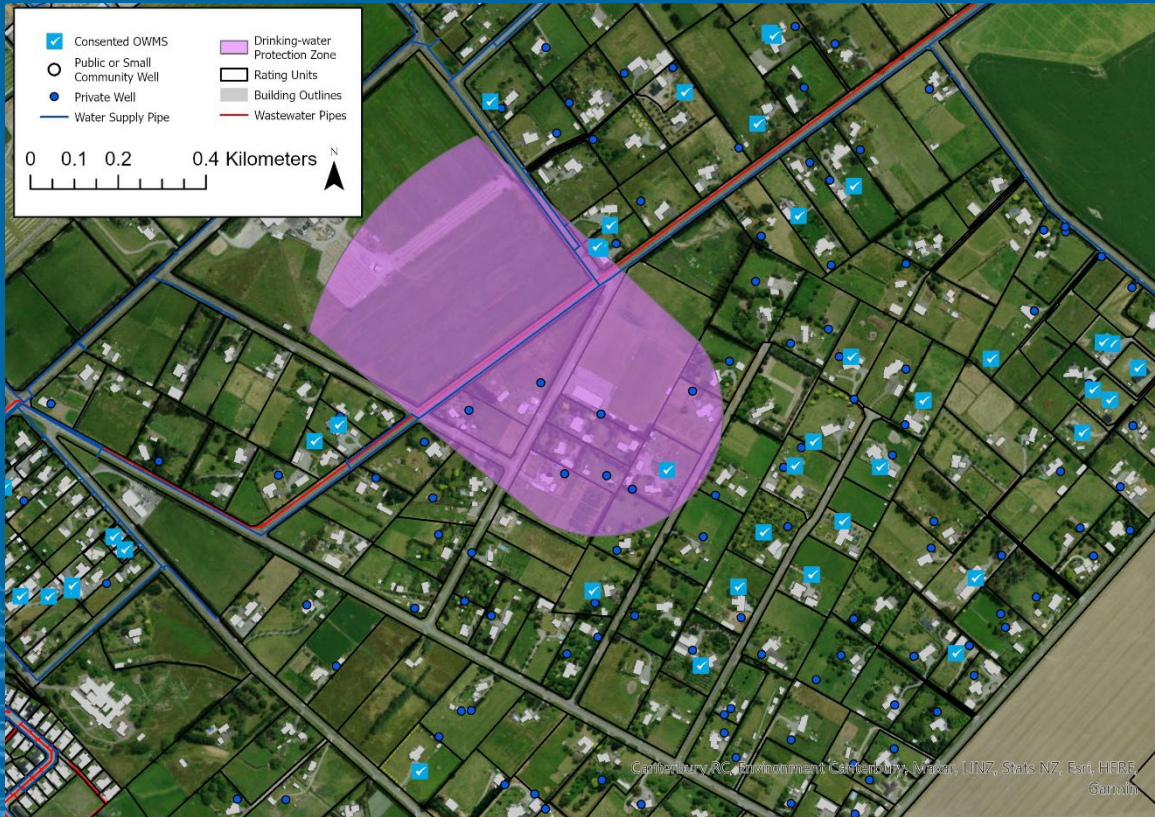 Consented OWMS
Public or Small
Community Well
Private Well
Water Supply Pipe
Drinking-water
Protection Zone
Rating Units
Building Outlines
Wastewater Pipes
0 0.1 0.2 0.4 Kilometers
N
Canterbury RC, Environment Canterbury, Maxar, LINZ, Stats NZ, Esri, HERE,
Garmin